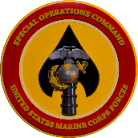 SPECIAL OPERATIONS COMMAND
UNITED STATES MARINE CORPS FORCES